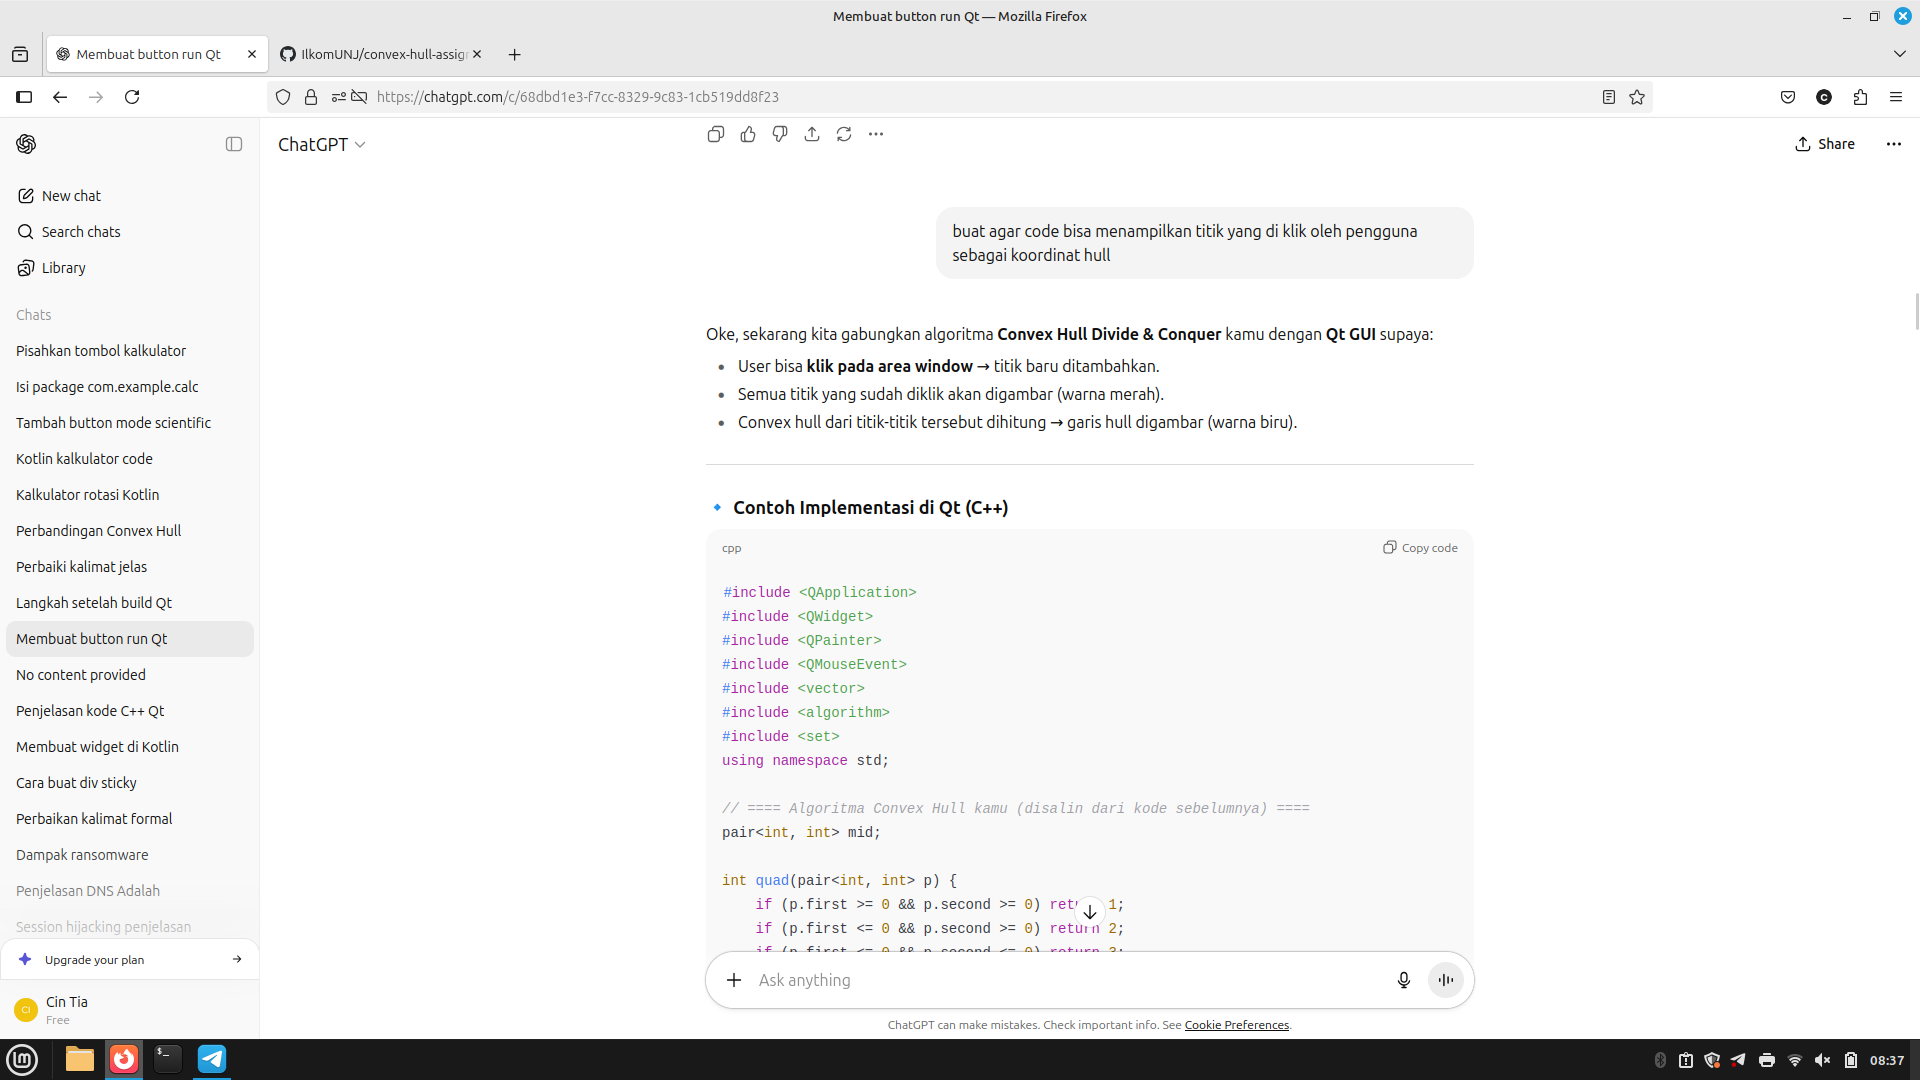 Membuat button run Qt — Mozilla Firefox
Membuat button run Qt
IlkomUNJ/convex-hull-assig
https://chatgpt.com/c/68dbd1e3-f7cc-8329-9c83-1cb519dd8f23
C
ChatGPT
Share
New chat
Search chats
Library
Chats
Pisahkan tombol kalkulator
Isi package com.example.calc
Tambah button mode scientific
Kotlin kalkulator code
Kalkulator rotasi Kotlin
Perbandingan Convex Hull
Perbaiki kalimat jelas
Langkah setelah build Qt
Membuat button run Qt
No content provided
Penjelasan kode C++ Qt
Membuat widget di Kotlin
Cara buat div sticky
Perbaikan kalimat formal
Dampak ransomware
Penjelasan DNS Adalah
Session hijacking penjelasan
Upgrade your plan
CI
Cin Tia
Free
buat agar code bisa menampilkan titik yang di klik oleh pengguna
sebagai koordinat hull
Oke, sekarang kita gabungkan algoritma Convex Hull Divide & Conquer kamu dengan Qt GUI supaya:
• User bisa klik pada area window → titik baru ditambahkan.
• Semua titik yang sudah diklik akan digambar (warna merah).
• Convex hull dari titik-titik tersebut dihitung → garis hull digambar (warna biru).
🔹 Contoh Implementasi di Qt (C++)
cpp
Copy code
#include <QApplication>
#include <QWidget>
#include <QPainter>
#include <QMouseEvent>
#include <vector>
#include <algorithm>
#include <set>
using namespace std;
// ==== Algoritma Convex Hull kamu (disalin dari kode sebelumnya) ====
pair<int, int> mid;
int quad(pair<int, int> p) {
    if (p.first >= 0 && p.second >= 0) return 1;
    if (p.first <= 0 && p.second >= 0) return 2;
    if (p.first <= 0 && p.second <= 0) return 3;
Ask anything
ChatGPT can make mistakes. Check important info. See Cookie Preferences.
08:37